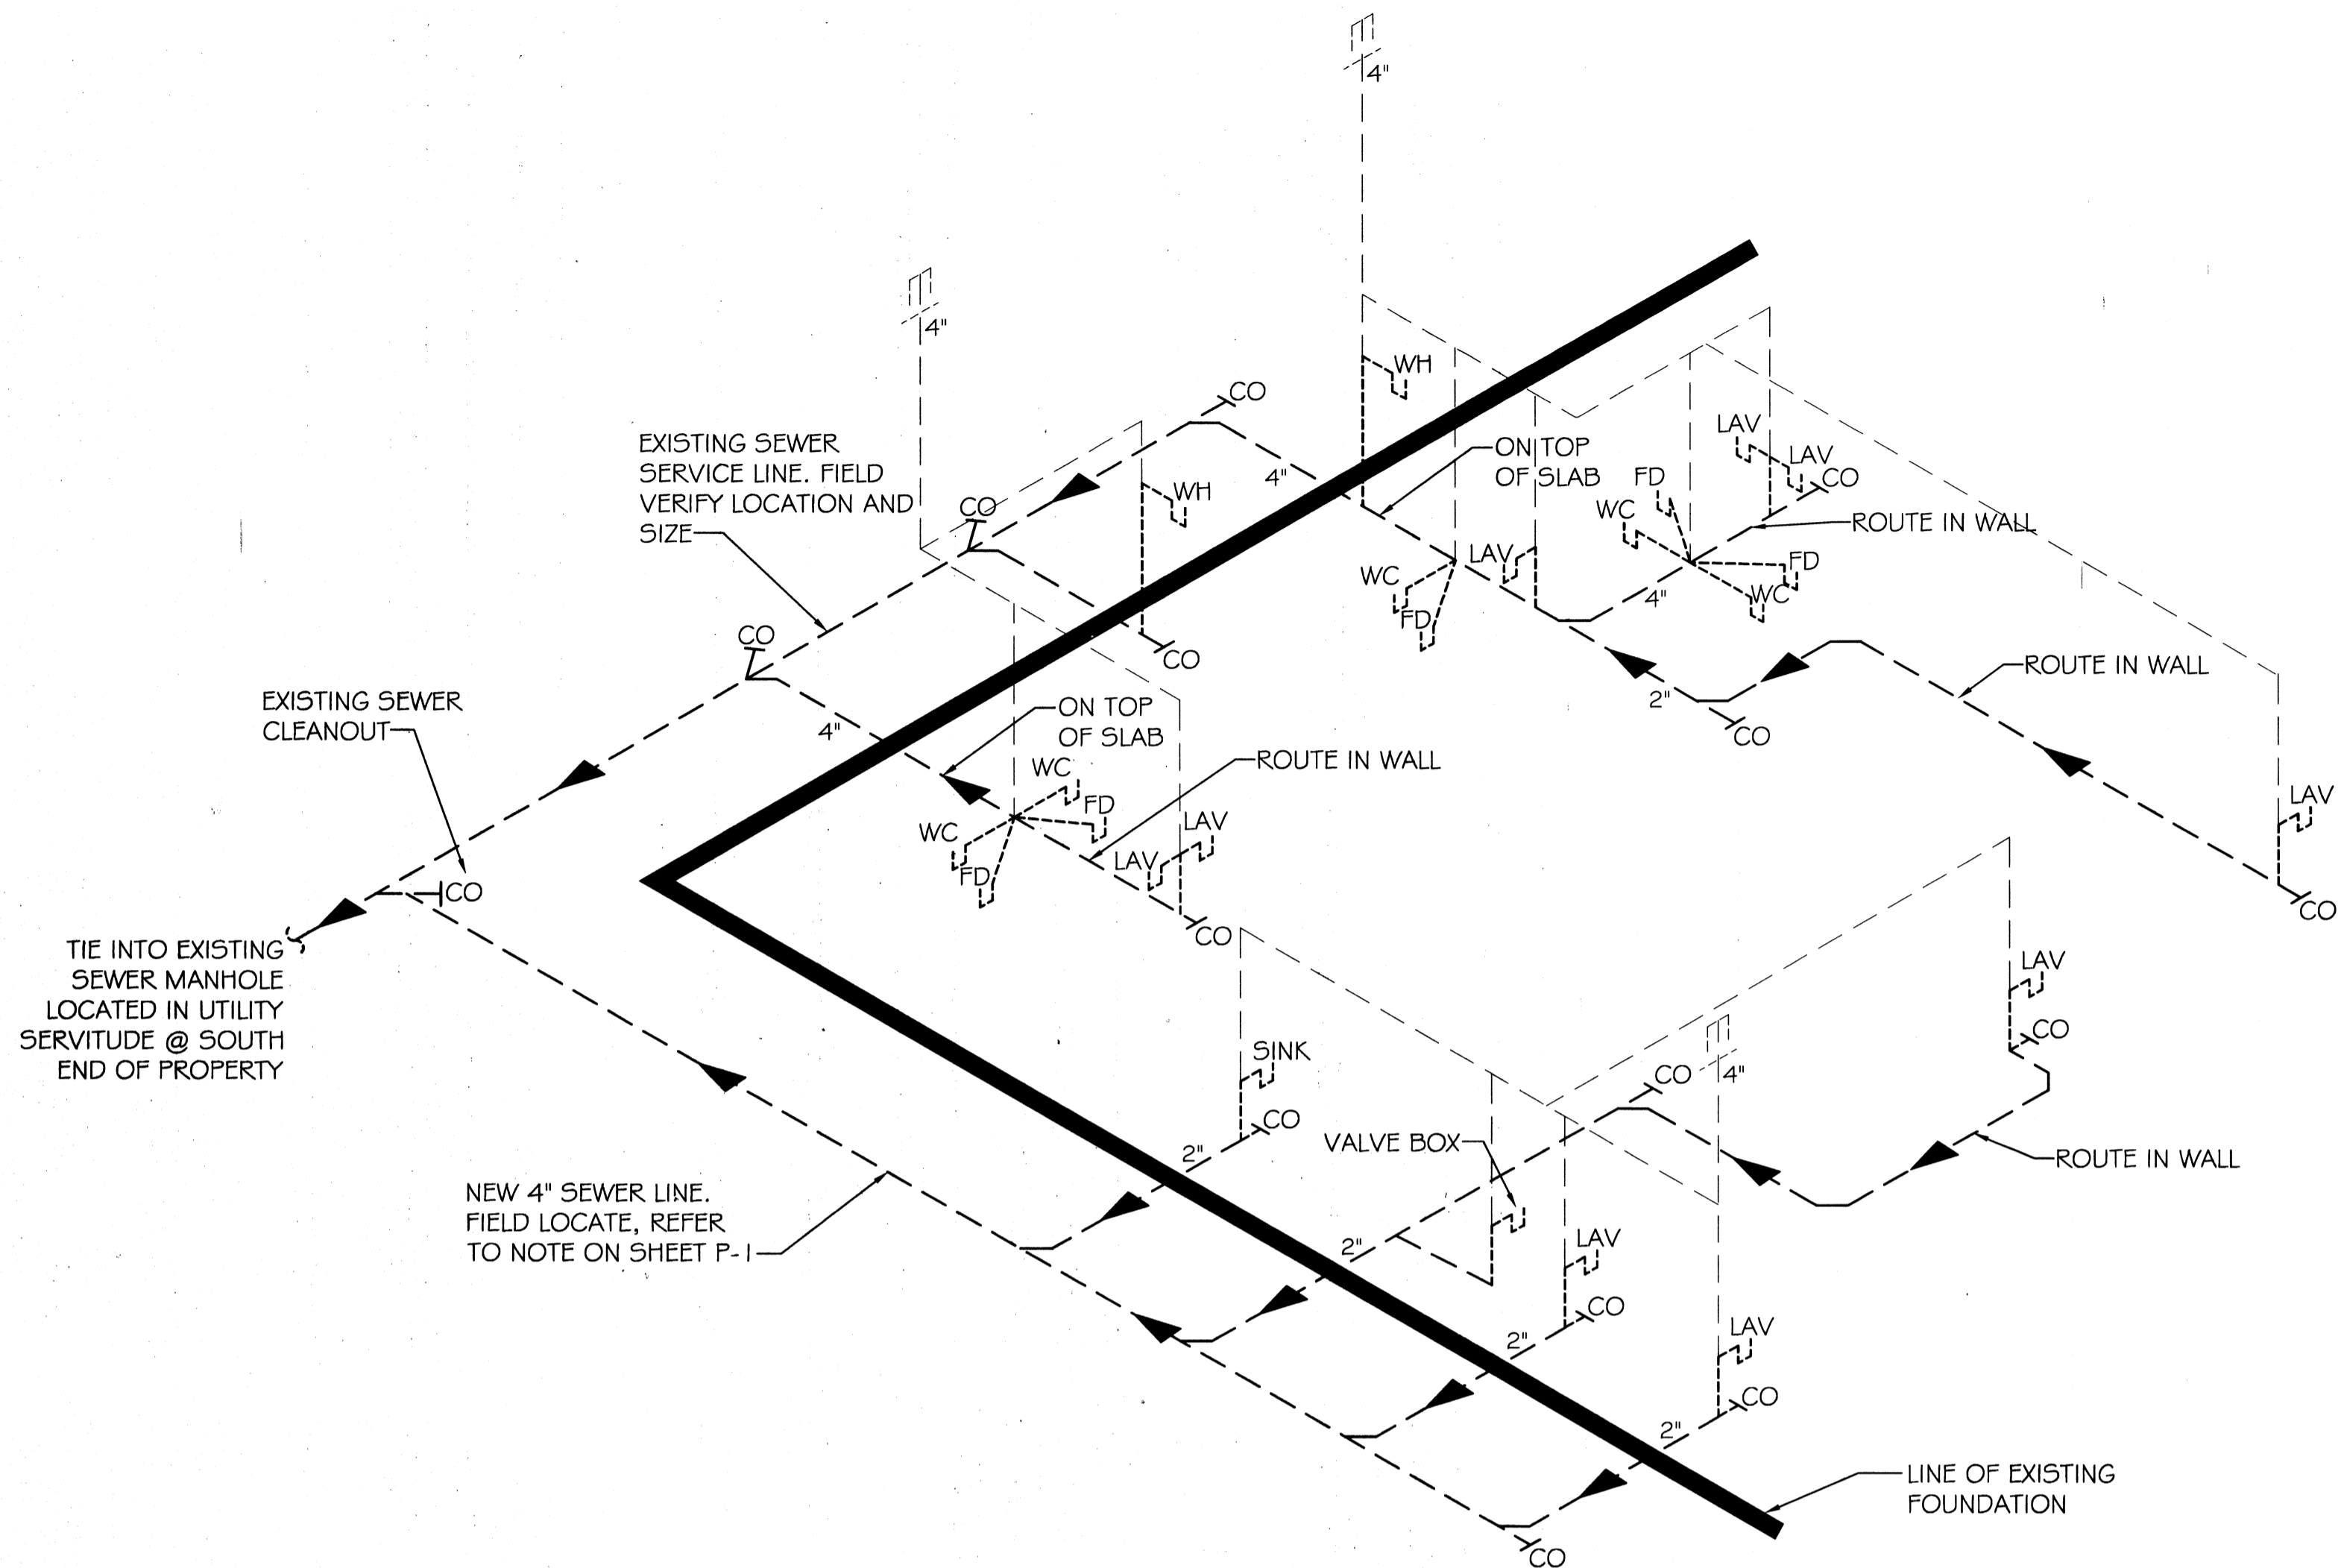 4"
4"
WH
CO
EXISTING SEWER
SERVICE LINE. FIELD
VERIFY LOCATION AND
SIZE
4"
ON TOP
OF SLAB
LAV
LAV
CO
FD
WC
ROUTE IN WALL
WH
CO
LAV
WC
FD
FD
WC
4"
CO
CO
ROUTE IN WALL
2"
CO
EXISTING SEWER
CLEANOUT
4"
ON TOP
OF SLAB
ROUTE IN WALL
WC
FD
WC
FD
LAV
LAV
CO
LAV
CO
CO
TIE INTO EXISTING
SEWER MANHOLE
LOCATED IN UTILITY
SERVITUDE @ SOUTH
END OF PROPERTY
LAV
CO
SINK
CO
2"
CO
4"
VALVE BOX
ROUTE IN WALL
NEW 4" SEWER LINE.
FIELD LOCATE, REFER
TO NOTE ON SHEET P-1
2"
LAV
CO
2"
LAV
CO
2"
LINE OF EXISTING
FOUNDATION
CO